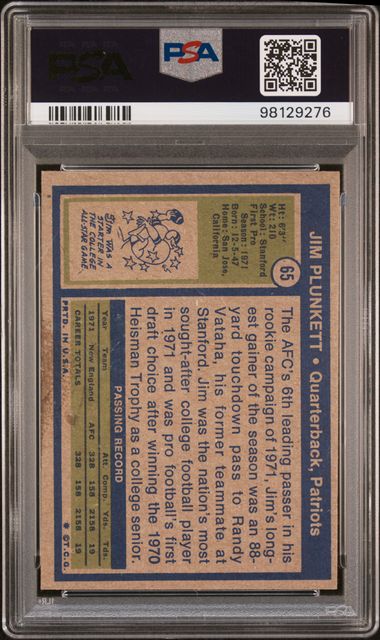 PSA
PSA
98129276
JIM PLUNKETT • Quarterback, Patriots
65
Ht: 6'3"
Wt: 210
School: Stanford
First Pro
Season: 1971
Born: 12-5-47
Home: San Jose,
California
JIM WAS A
STARTER IN
THE COLLEGE
ALL-STAR GAME.
The AFC's 6th leading passer in his
rookie campaign of 1971, Jim's long-
est gainer of the season was an 88-
yard touchdown pass to Randy
Vataha, his former teammate at
Stanford. Jim was the nation's most
sought-after college football player
in 1971 and was pro football's first
draft choice after winning the 1970
Heisman Trophy as a college senior.
PASSING RECORD
Year Team Att. Comp. Yds. Tds.
1971 New England AFC 328 158 2158 19
CAREER TOTALS 328 158 2158 19
© T.C.G. PRTD. IN U.S.A.